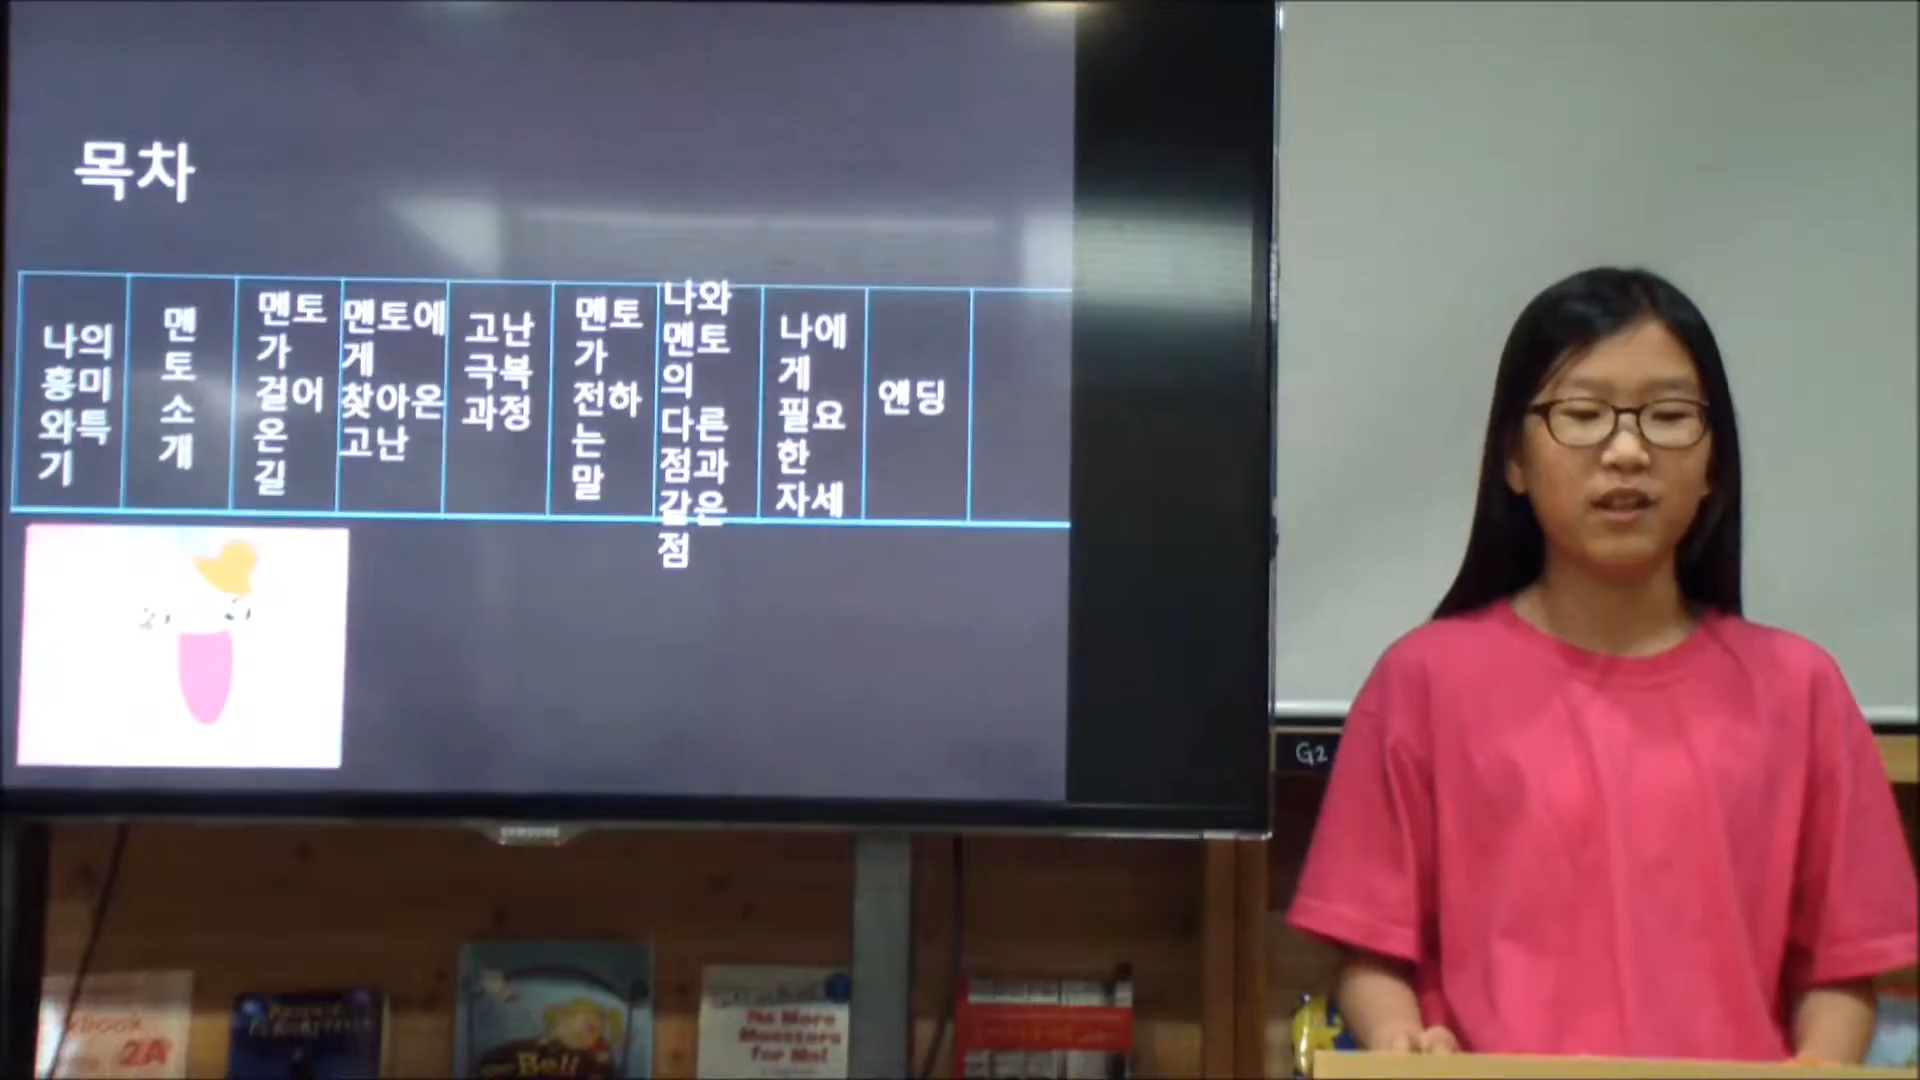 목차
나의
흥미
와특
기
멘
토
소
개
멘토
가
걸어
온
길
멘토에
게
찾아온
고난
고난
극복
과정
멘토
가
전하
는
말
나와
멘토
의
다른
점과
같은
점
나에
게
필요
한
자세
엔딩
SAMSUNG
G2
2A
Bell
No More
Monsters
for Me!